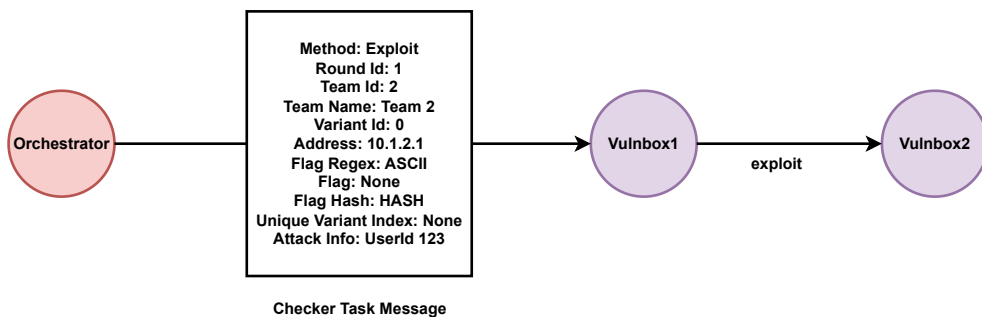 Orchestrator
Method: Exploit
Round Id: 1
Team Id: 2
Team Name: Team 2
Variant Id: 0
Address: 10.1.2.1
Flag Regex: ASCII
Flag: None
Flag Hash: HASH
Unique Variant Index: None
Attack Info: UserId 123
Checker Task Message
Vulnbox1
exploit
Vulnbox2